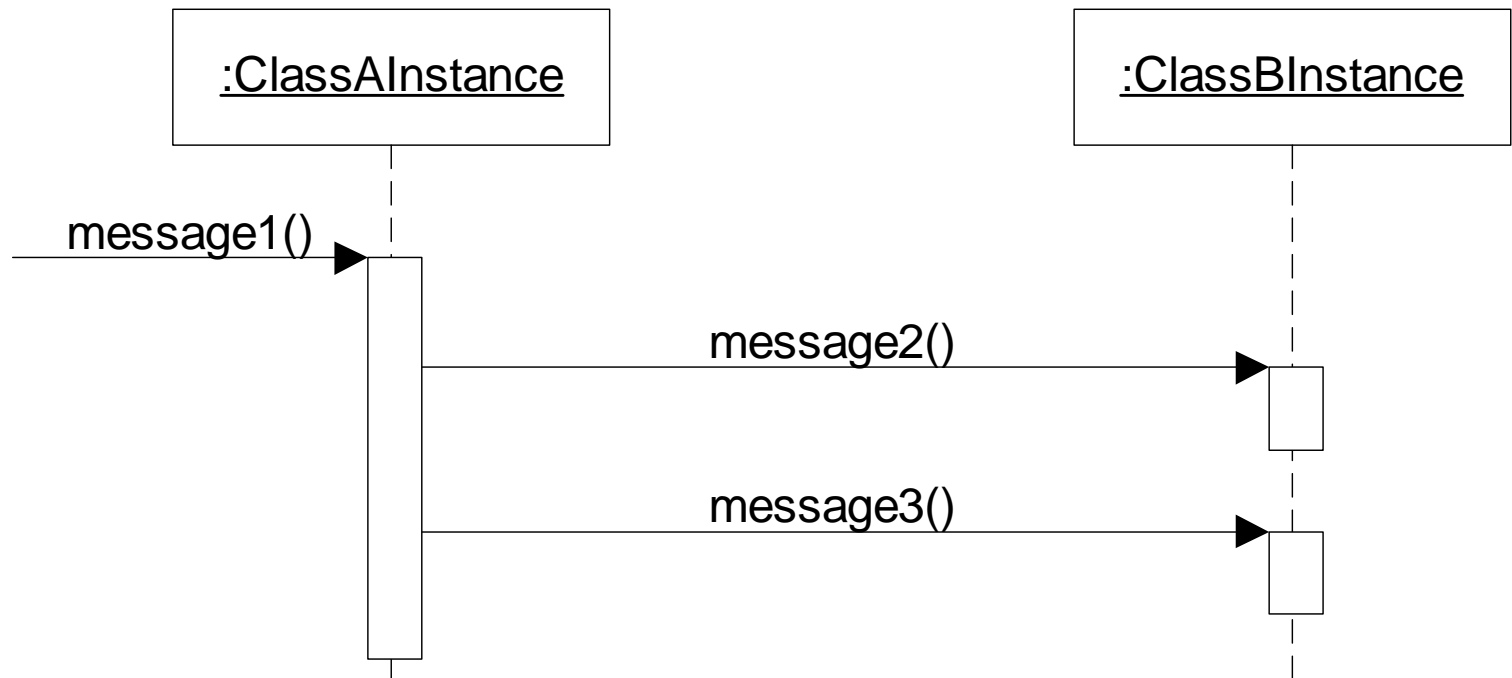 :ClassAInstance
:ClassBInstance
message1()
message2()
message3()